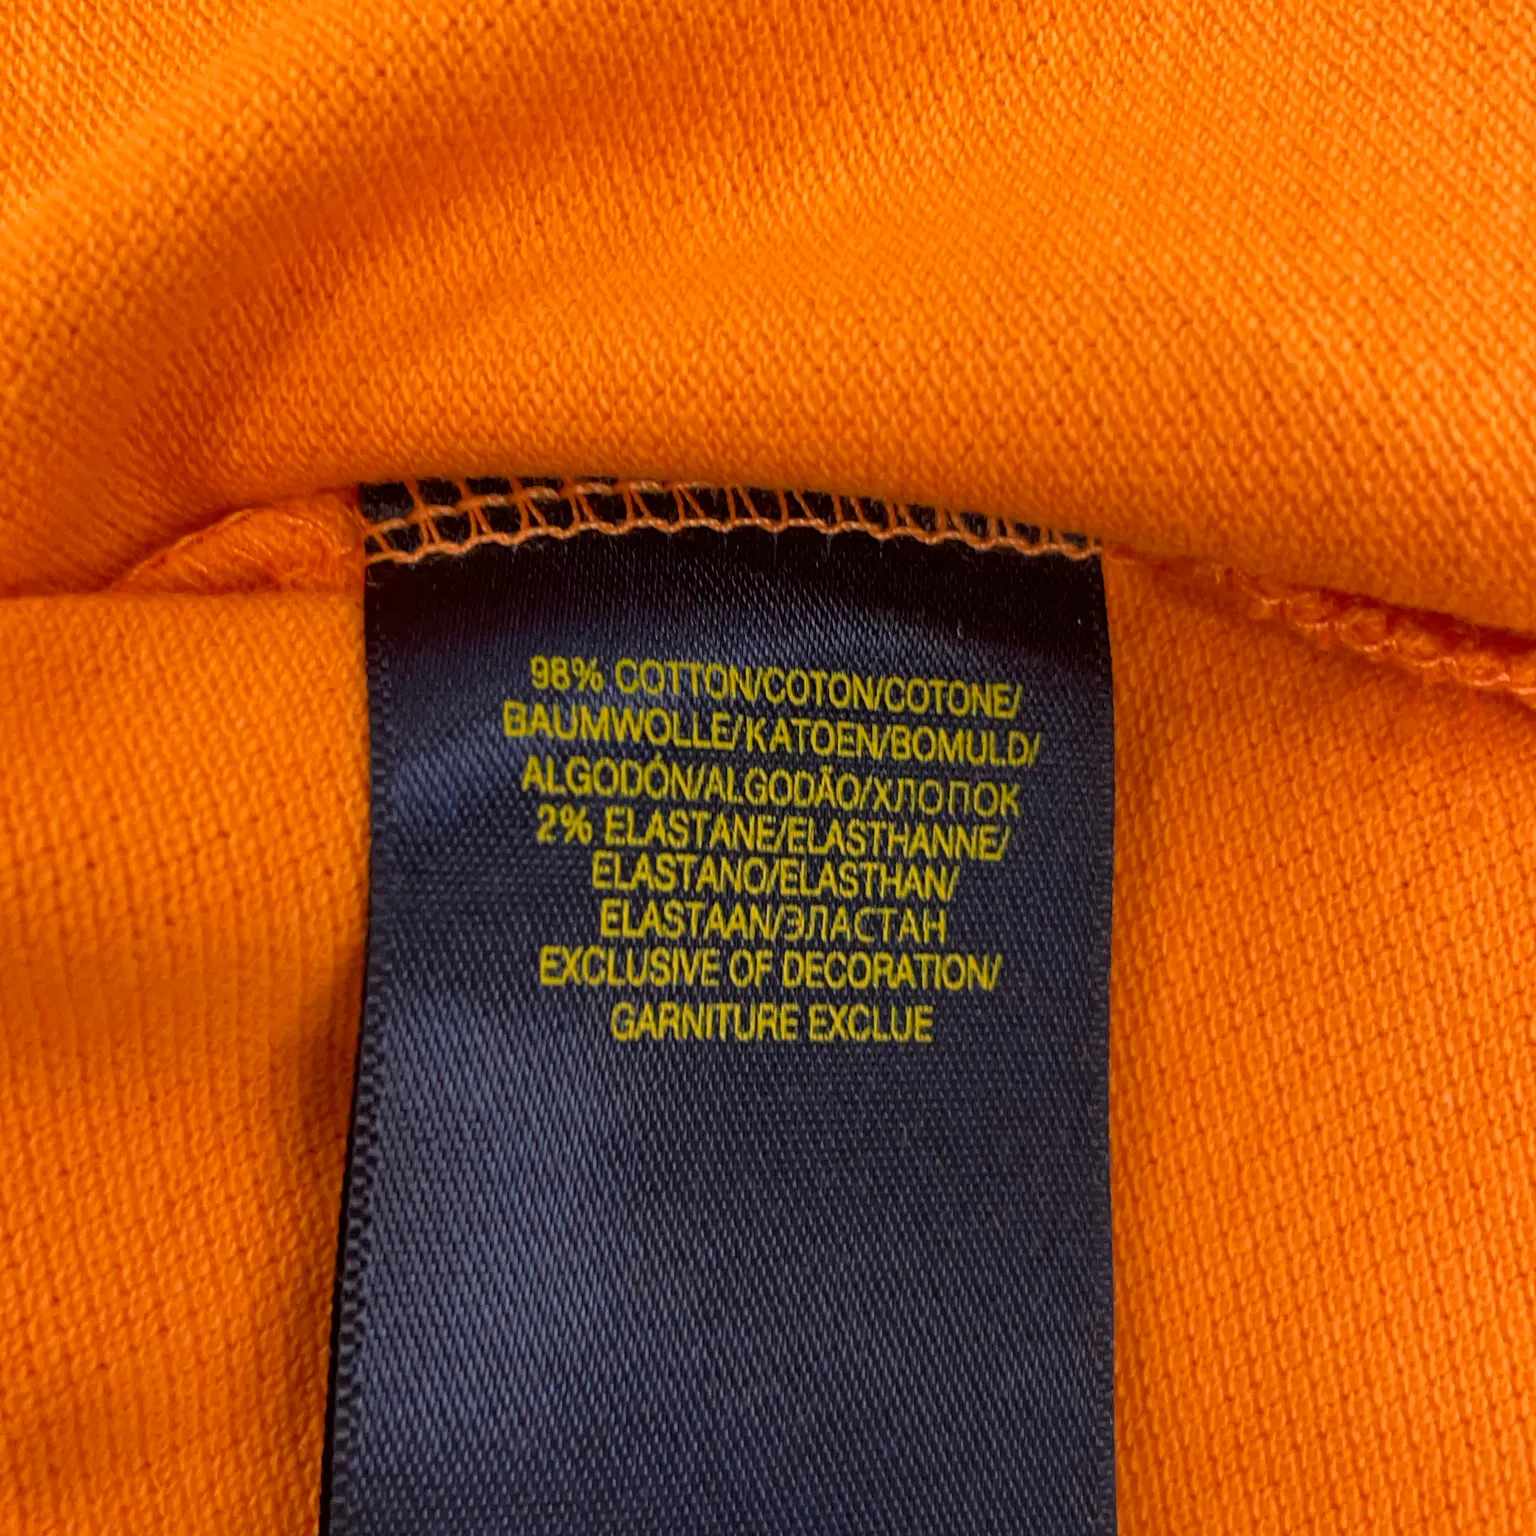 98% COTTON/COTON/COTONE/
BAUMWOLLE/KATOEN/BOMULD/
ALGODÓN/ALGODÃO/ХЛОПОК
2% ELASTANE/ELASTHANNE/
ELASTANO/ELASTHAN/
ELASTAAN/ЭЛАСТАН
EXCLUSIVE OF DECORATION/
GARNITURE EXCLUE